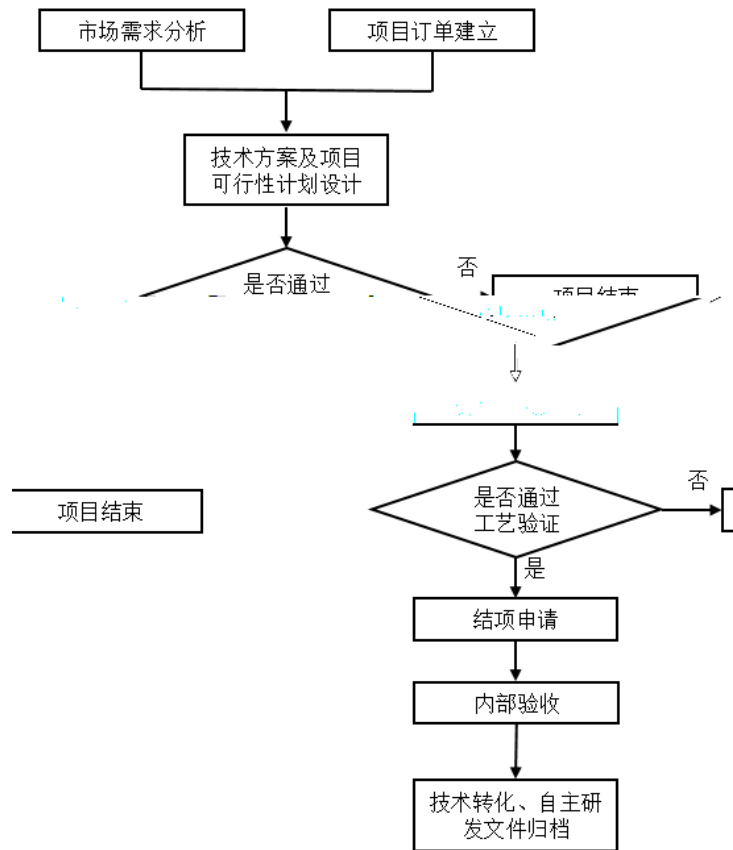 市场需求分析
项目订单建立
技术方案及项目
可行性计划设计
是否通过
否
项目结束
是否通过
工艺验证
否
项目结束
是
结项申请
内部验收
技术转化、自主研
发文件归档